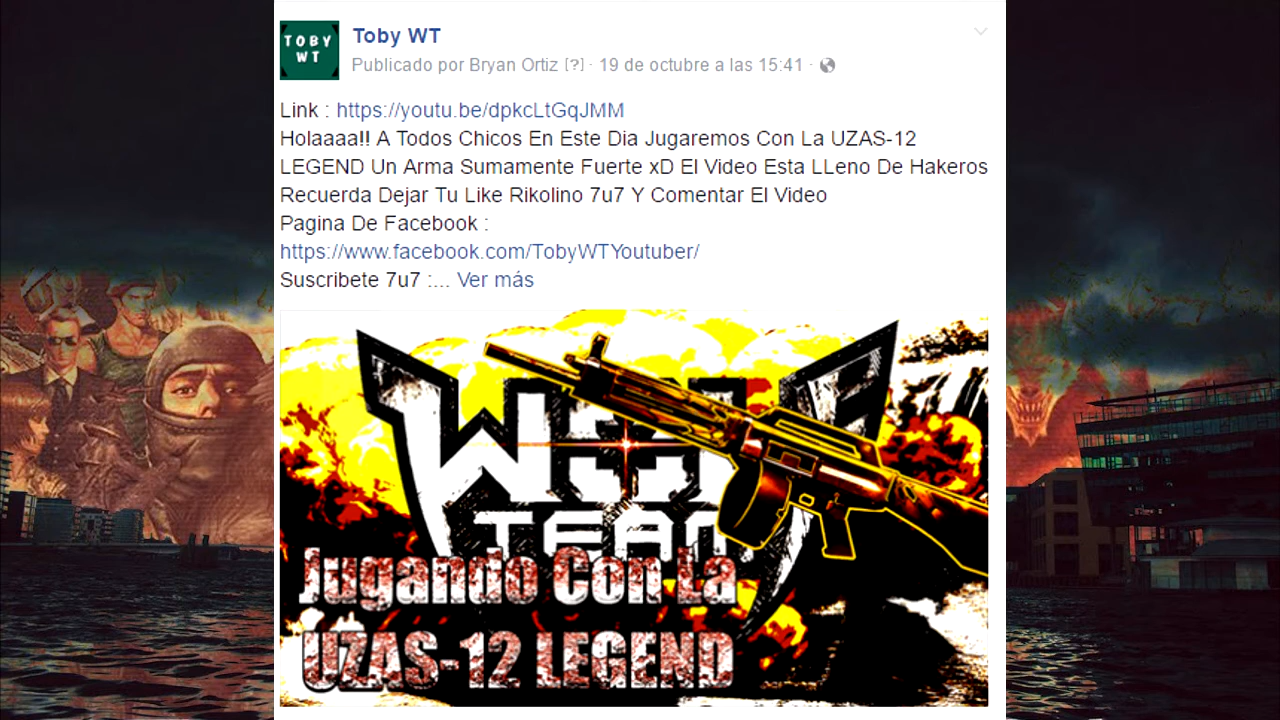 TOBY
WT
Toby WT
Publicado por Bryan Ortiz [?] · 19 de octubre a las 15:41 ·
Link : https://youtu.be/dpkcLtGqJMM
Holaaaa!! A Todos Chicos En Este Dia Jugaremos Con La UZAS-12
LEGEND Un Arma Sumamente Fuerte xD El Video Esta LLeno De Hakeros
Recuerda Dejar Tu Like Rikolino 7u7 Y Comentar El Video
Pagina De Facebook :
https://www.facebook.com/TobyWTYoutuber/
Suscribete 7u7 :... Ver más
TEAM
Jugando Con La
UZAS-12 LEGEND